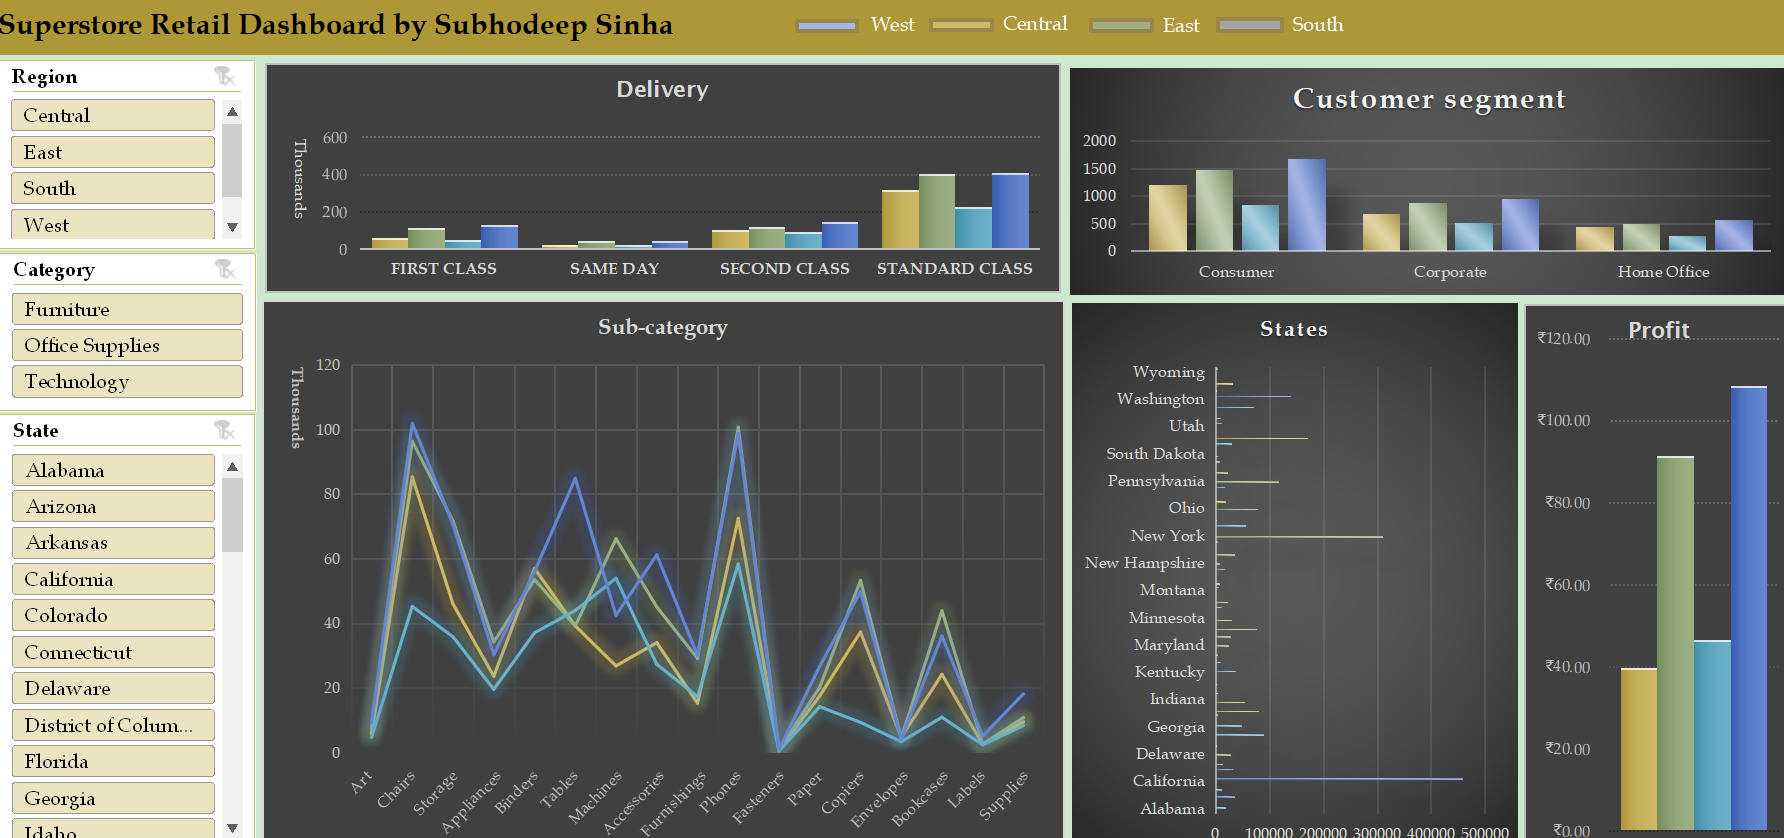 Superstore Retail Dashboard by Subhodeep Sinha
West
Central
East
South
Region
Central
East
South
West
Category
Furniture
Office Supplies
Technology
State
Alabama
Arizona
Arkansas
California
Colorado
Connecticut
Delaware
District of Colum...
Florida
Georgia
Idaho
Delivery
Thousands
600
400
200
0
FIRST CLASS
SAME DAY
SECOND CLASS
STANDARD CLASS
Customer segment
2000
1500
1000
500
0
Consumer
Corporate
Home Office
Sub-category
Thousands
120
100
80
60
40
20
0
Art
Chairs
Storage
Appliances
Binders
Tables
Machines
Accessories
Furnishings
Phones
Fasteners
Paper
Copiers
Envelopes
Bookcases
Labels
Supplies
States
Wyoming
Washington
Utah
South Dakota
Pennsylvania
Ohio
New York
New Hampshire
Montana
Minnesota
Maryland
Kentucky
Indiana
Georgia
Delaware
California
Alabama
0 100000 200000 300000 400000 500000
Profit
₹120.00
₹100.00
₹80.00
₹60.00
₹40.00
₹20.00
₹0.00